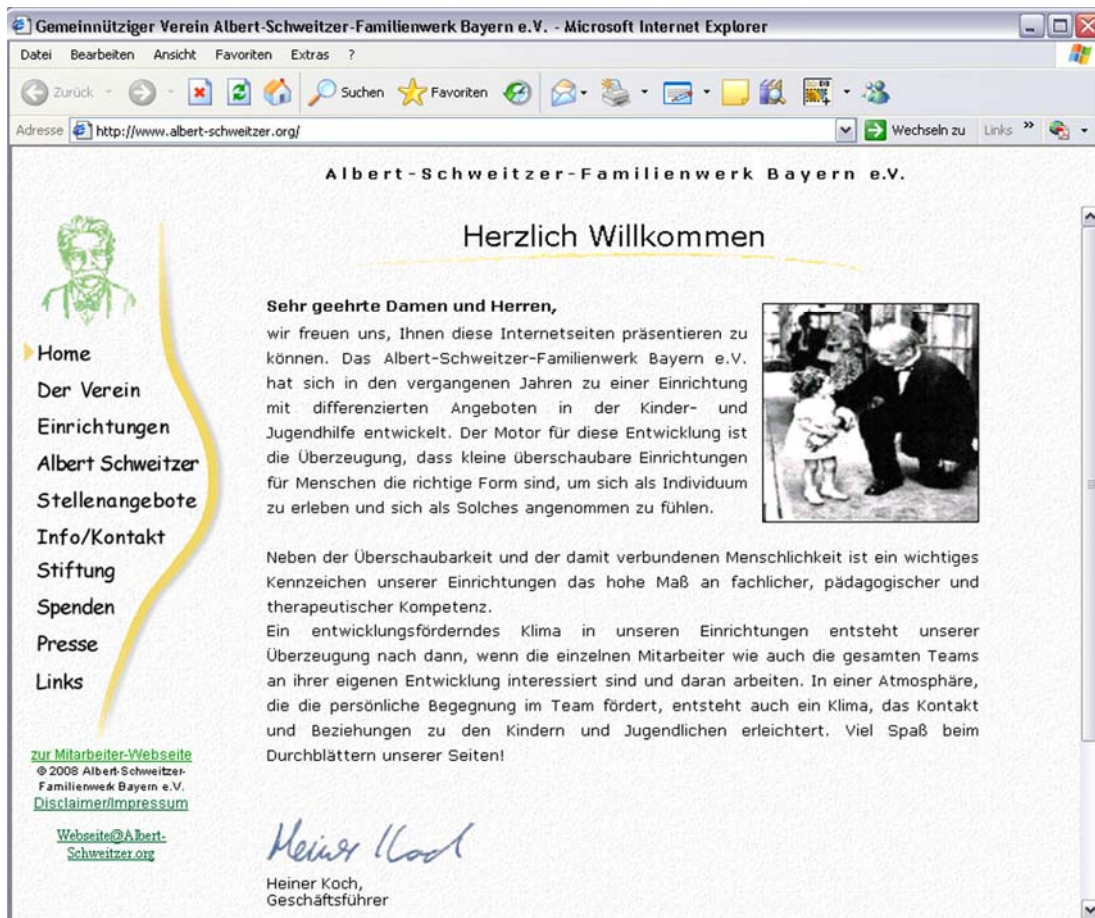 Gemeinnütziger Verein Albert-Schweitzer-Familienwerk Bayern e.V. - Microsoft Internet Explorer
Datei Bearbeiten Ansicht Favoriten Extras ?
Zurück Suchen Favoriten
Adresse http://www.albert-schweitzer.org/ Wechseln zu Links »
Albert-Schweitzer-Familienwerk Bayern e.V.
Herzlich Willkommen
Home
Der Verein
Einrichtungen
Albert Schweitzer
Stellenangebote
Info/Kontakt
Stiftung
Spenden
Presse
Links
zur Mitarbeiter-Webseite
© 2008 Albert-Schweitzer-
Familienwerk Bayern e.V.
Disclaimer/Impressum
Webseite@Albert-
Schweitzer.org
Sehr geehrte Damen und Herren,
wir freuen uns, Ihnen diese Internetseiten präsentieren zu
können. Das Albert-Schweitzer-Familienwerk Bayern e.V.
hat sich in den vergangenen Jahren zu einer Einrichtung
mit differenzierten Angeboten in der Kinder- und
Jugendhilfe entwickelt. Der Motor für diese Entwicklung ist
die Überzeugung, dass kleine überschaubare Einrichtungen
für Menschen die richtige Form sind, um sich als Individuum
zu erleben und sich als Solches angenommen zu fühlen.
Neben der Überschaubarkeit und der damit verbundenen Menschlichkeit ist ein wichtiges
Kennzeichen unserer Einrichtungen das hohe Maß an fachlicher, pädagogischer und
therapeutischer Kompetenz.
Ein entwicklungsförderndes Klima in unseren Einrichtungen entsteht unserer
Überzeugung nach dann, wenn die einzelnen Mitarbeiter wie auch die gesamten Teams
an ihrer eigenen Entwicklung interessiert sind und daran arbeiten. In einer Atmosphäre,
die die persönliche Begegnung im Team fördert, entsteht auch ein Klima, das Kontakt
und Beziehungen zu den Kindern und Jugendlichen erleichtert. Viel Spaß beim
Durchblättern unserer Seiten!
Heiner Koch
Heiner Koch,
Geschäftsführer